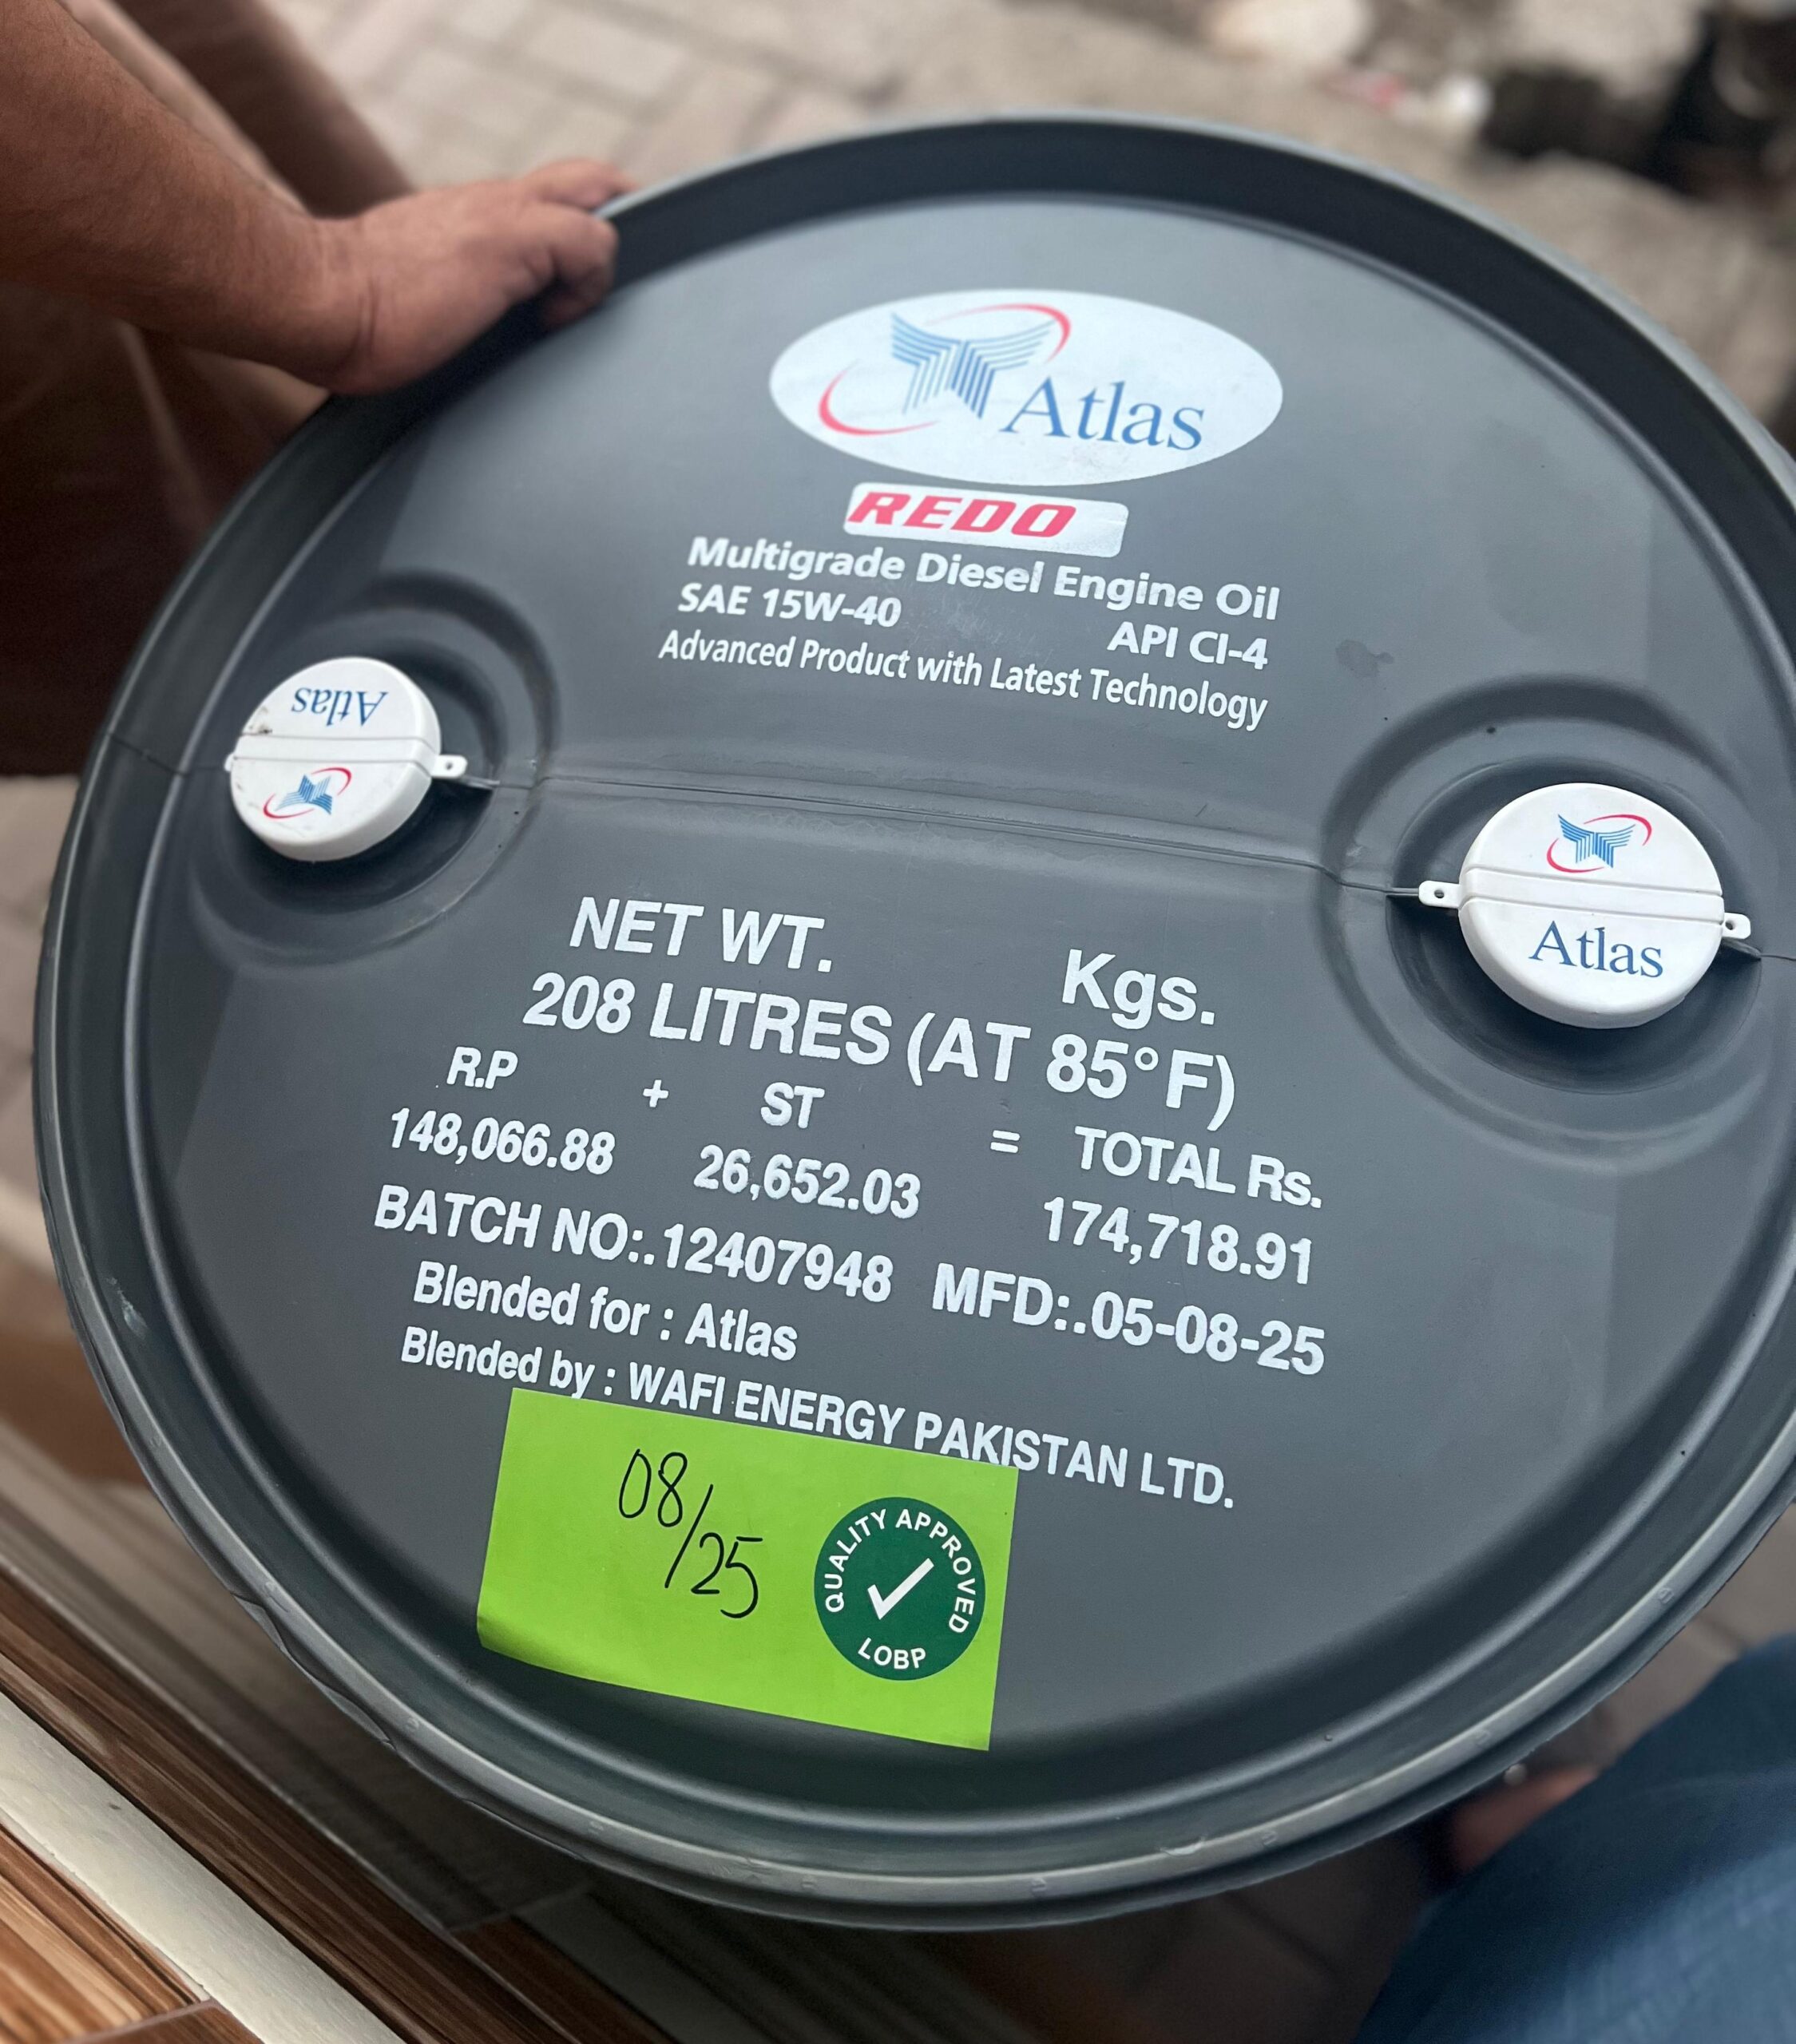 Atlas
REDO
Multigrade Diesel Engine Oil
SAE 15W-40 API CI-4
Advanced Product with Latest Technology
Atlas
Atlas
NET WT. Kgs.
208 LITRES (AT 85°F)
R.P + ST = TOTAL Rs.
148,066.88 26,652.03 174,718.91
BATCH NO:.12407948 MFD:.05-08-25
Blended for : Atlas
Blended by : WAFI ENERGY PAKISTAN LTD.
08/25
QUALITY APPROVED
LOBP